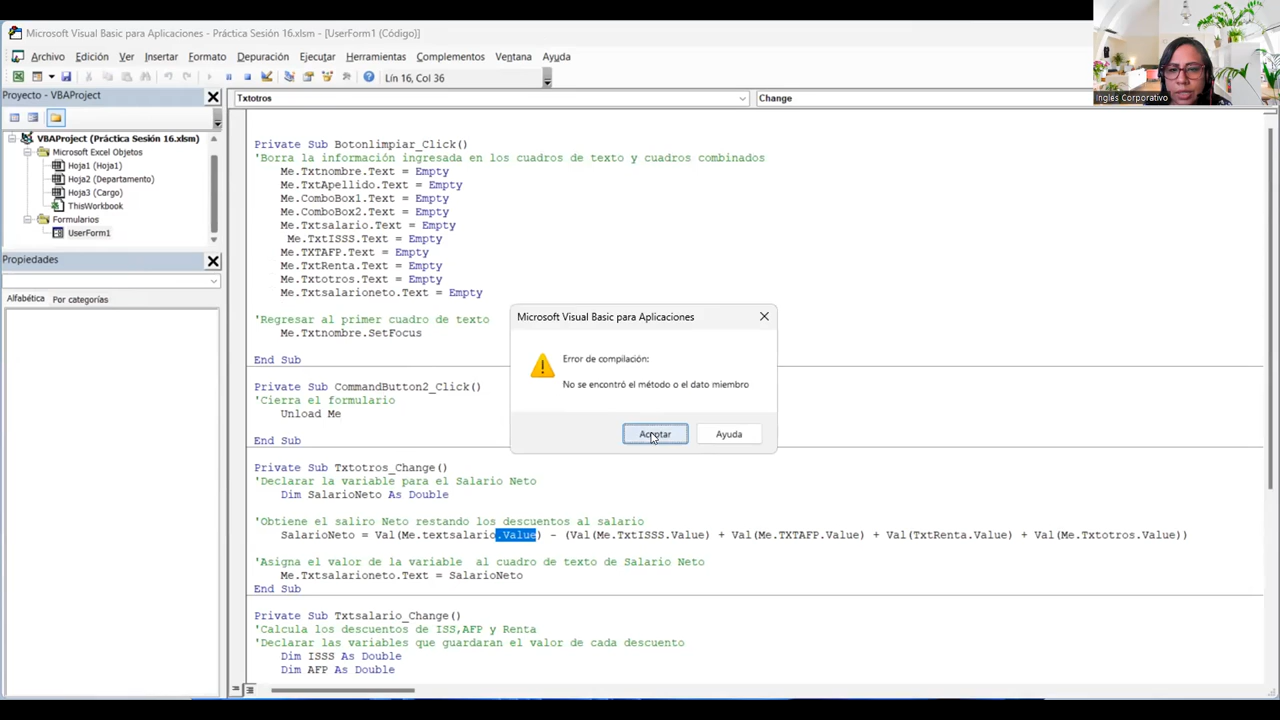 Microsoft Visual Basic para Aplicaciones - Práctica Sesión 16.xlsm - [UserForm1 (Código)]
Archivo Edición Ver Insertar Formato Depuración Ejecutar Herramientas Complementos Ventana Ayuda
Lín 16, Col 36
Ingles Corporativo
Proyecto - VBAProject
Txtotros
Change
VBAProject (Práctica Sesión 16.xlsm)
Microsoft Excel Objetos
Hoja1 (Hoja1)
Hoja2 (Departamento)
Hoja3 (Cargo)
ThisWorkbook
Formularios
UserForm1
Propiedades
Alfabética Por categorías
Private Sub Botonlimpiar_Click()
'Borra la información ingresada en los cuadros de texto y cuadros combinados
Me.Txtnombre.Text = Empty
Me.TxtApellido.Text = Empty
Me.ComboBox1.Text = Empty
Me.ComboBox2.Text = Empty
Me.Txtsalario.Text = Empty
Me.TxtISSS.Text = Empty
Me.TXTAFP.Text = Empty
Me.TxtRenta.Text = Empty
Me.Txtotros.Text = Empty
Me.Txtsalarioneto.Text = Empty
'Regresar al primer cuadro de texto
Me.Txtnombre.SetFocus
End Sub
Private Sub CommandButton2_Click()
'Cierra el formulario
Unload Me
End Sub
Private Sub Txtotros_Change()
'Declarar la variable para el Salario Neto
Dim SalarioNeto As Double
'Obtiene el saliro Neto restando los descuentos al salario
SalarioNeto = Val(Me.textsalario.Value) - (Val(Me.TxtISSS.Value) + Val(Me.TXTAFP.Value) + Val(TxtRenta.Value) + Val(Me.Txtotros.Value))
'Asigna el valor de la variable al cuadro de texto de Salario Neto
Me.Txtsalarioneto.Text = SalarioNeto
End Sub
Private Sub Txtsalario_Change()
'Calcula los descuentos de ISS,AFP y Renta
'Declarar las variables que guardaran el valor de cada descuento
Dim ISSS As Double
Dim AFP As Double
Microsoft Visual Basic para Aplicaciones
Error de compilación:
No se encontró el método o el dato miembro
Aceptar Ayuda